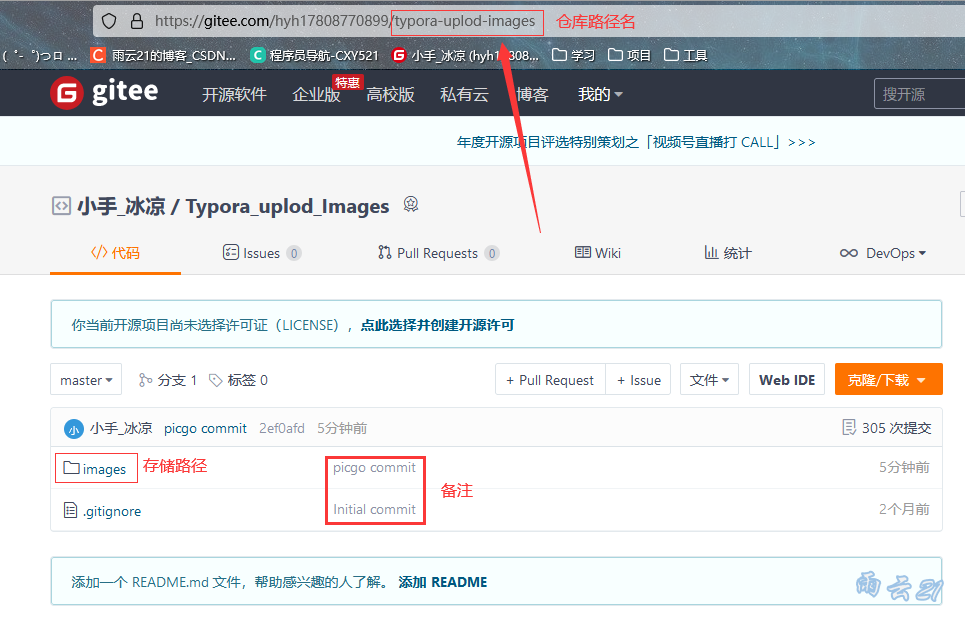 https://gitee.com/hyh17808770899/typora-uplod-images 仓库路径名
( ゜- ゜)つロ ... 雨云21的博客_CSDN... 程序员导航-CXY521 小手_冰凉 (hyh1 308... 学习 项目 工具
gitee 开源软件 企业版 特惠 高校版 私有云 博客 我的 搜开源
年度开源项目评选特别策划之「视频号直播打 CALL」>>>
小手_冰凉 / Typora_uplod_Images
代码 Issues 0 Pull Requests 0 Wiki 统计 DevOps
你当前开源项目尚未选择许可证（LICENSE），点此选择并创建开源许可
master 分支 1 标签 0 + Pull Request + Issue 文件 Web IDE 克隆/下载
小 小手_冰凉 picgo commit 2ef0afd 5分钟前 305 次提交
images 存储路径 picgo commit 5分钟前
备注
.gitignore Initial commit 2个月前
添加一个 README.md 文件，帮助感兴趣的人了解。 添加 README
雨云21